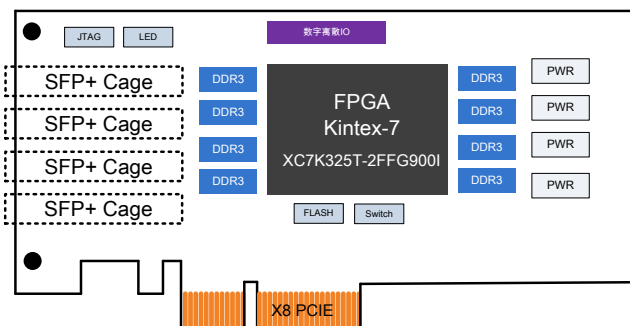 数字离散IO
JTAG
LED
SFP+ Cage
SFP+ Cage
SFP+ Cage
SFP+ Cage
DDR3
DDR3
DDR3
DDR3
FPGA
Kintex-7
XC7K325T-2FFG900I
DDR3
DDR3
DDR3
DDR3
PWR
PWR
PWR
PWR
FLASH
Switch
X8 PCIE